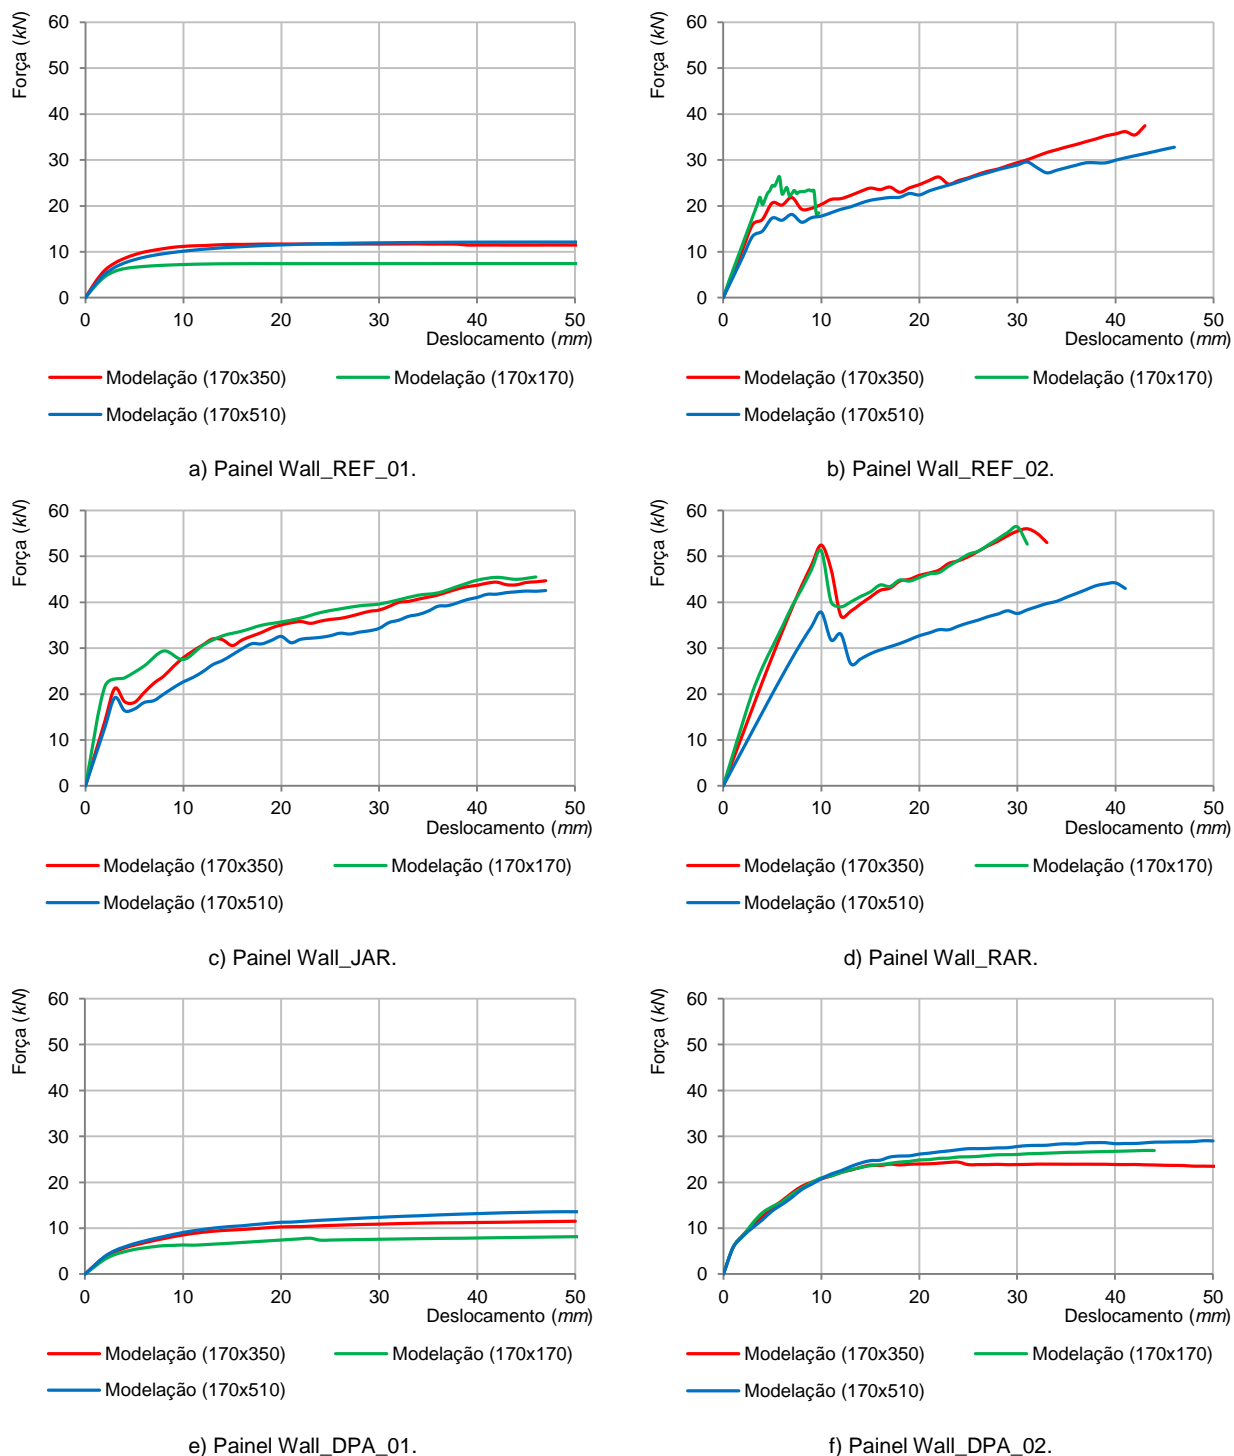 Força (kN)
60
50
40
30
20
10
0
0 10 20 30 40 50
Deslocamento (mm)
Modelação (170x350) Modelação (170x170)
Modelação (170x510)
a) Painel Wall_REF_01.
Força (kN)
60
50
40
30
20
10
0
0 10 20 30 40 50
Deslocamento (mm)
Modelação (170x350) Modelação (170x170)
Modelação (170x510)
b) Painel Wall_REF_02.
Força (kN)
60
50
40
30
20
10
0
0 10 20 30 40 50
Deslocamento (mm)
Modelação (170x350) Modelação (170x170)
Modelação (170x510)
c) Painel Wall_JAR.
Força (kN)
60
50
40
30
20
10
0
0 10 20 30 40 50
Deslocamento (mm)
Modelação (170x350) Modelação (170x170)
Modelação (170x510)
d) Painel Wall_RAR.
Força (kN)
60
50
40
30
20
10
0
0 10 20 30 40 50
Deslocamento (mm)
Modelação (170x350) Modelação (170x170)
Modelação (170x510)
e) Painel Wall_DPA_01.
Força (kN)
60
50
40
30
20
10
0
0 10 20 30 40 50
Deslocamento (mm)
Modelação (170x350) Modelação (170x170)
Modelação (170x510)
f) Painel Wall_DPA_02.